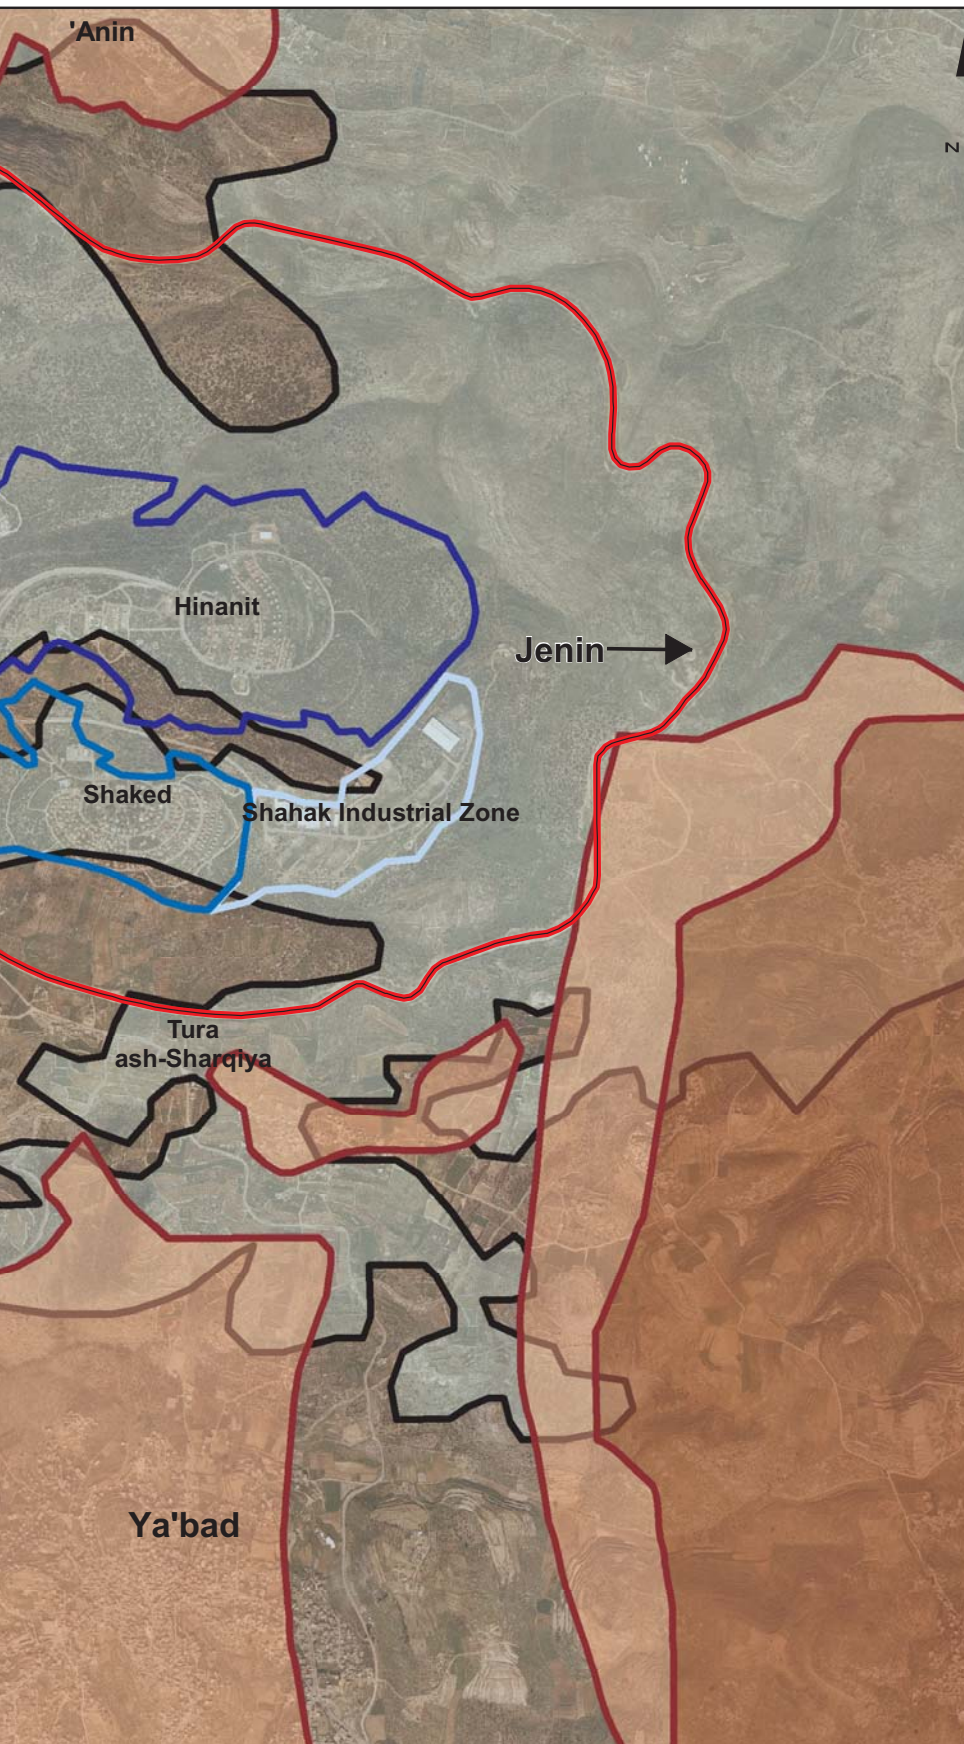 'Anin
z
Hinanit
Jenin
Shaked
Shahak Industrial Zone
Tura
ash-Sharqiya
Ya'bad